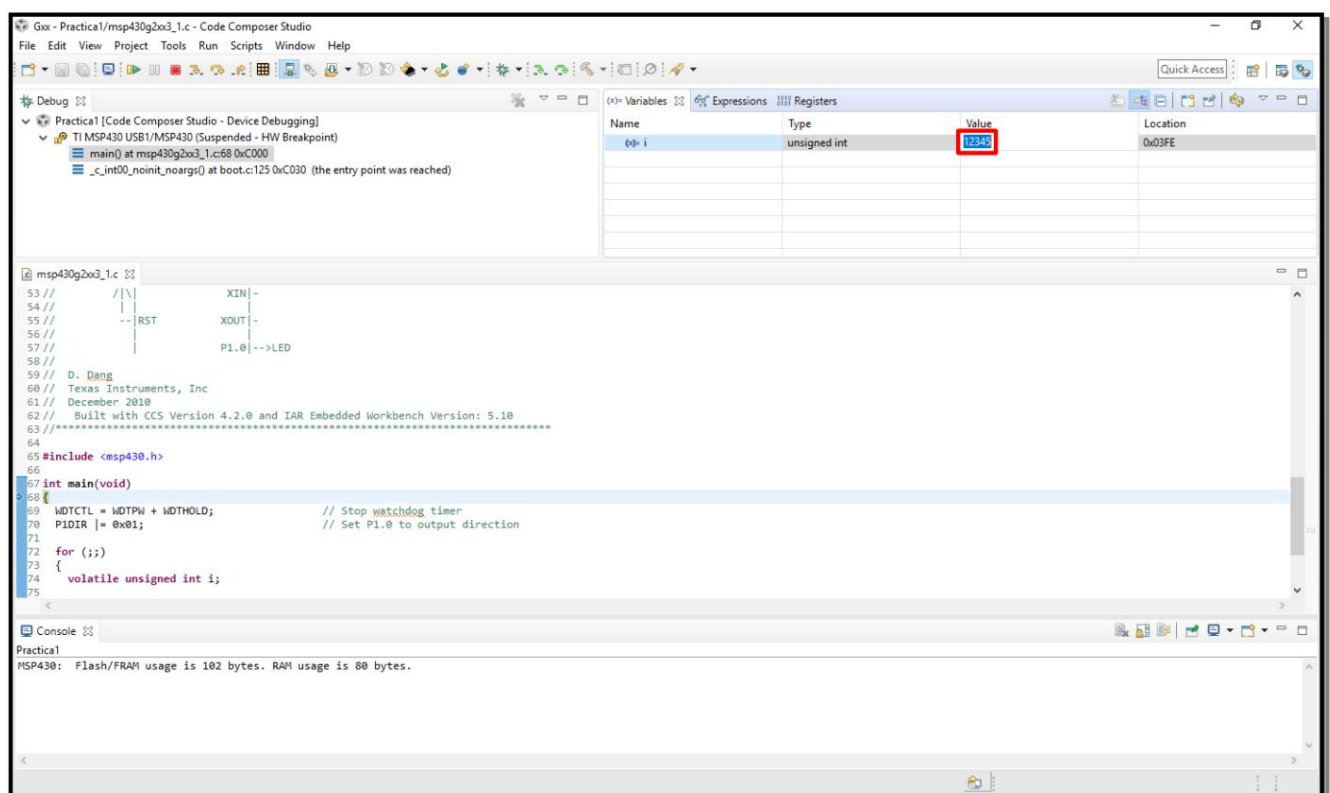 Gxx - Practica1/msp430g2xx3_1.c - Code Composer Studio
File Edit View Project Tools Run Scripts Window Help
Quick Access
Debug
Practica1 [Code Composer Studio - Device Debugging]
TI MSP430 USB1/MSP430 (Suspended - HW Breakpoint)
main() at msp430g2xx3_1.c:68 0xC000
_c_int00_noinit_noargs() at boot.c:125 0xC030 (the entry point was reached)
(x)= Variables Expressions Registers
Name Type Value Location
(x)= i unsigned int 12345 0x03FE
msp430g2xx3_1.c
53 // /|\| XIN|-
54 // | | |
55 // --|RST XOUT|-
56 // | |
57 // | P1.0|-->LED
58 //
59 // D. Dang
60 // Texas Instruments, Inc
61 // December 2010
62 // Built with CCS Version 4.2.0 and IAR Embedded Workbench Version: 5.10
63 //******************************************************************************
64
65 #include <msp430.h>
66
67 int main(void)
68 {
69 WDTCTL = WDTPW + WDTHOLD; // Stop watchdog timer
70 P1DIR |= 0x01; // Set P1.0 to output direction
71
72 for (;;)
73 {
74 volatile unsigned int i;
75
Console
Practica1
MSP430: Flash/FRAM usage is 102 bytes. RAM usage is 80 bytes.